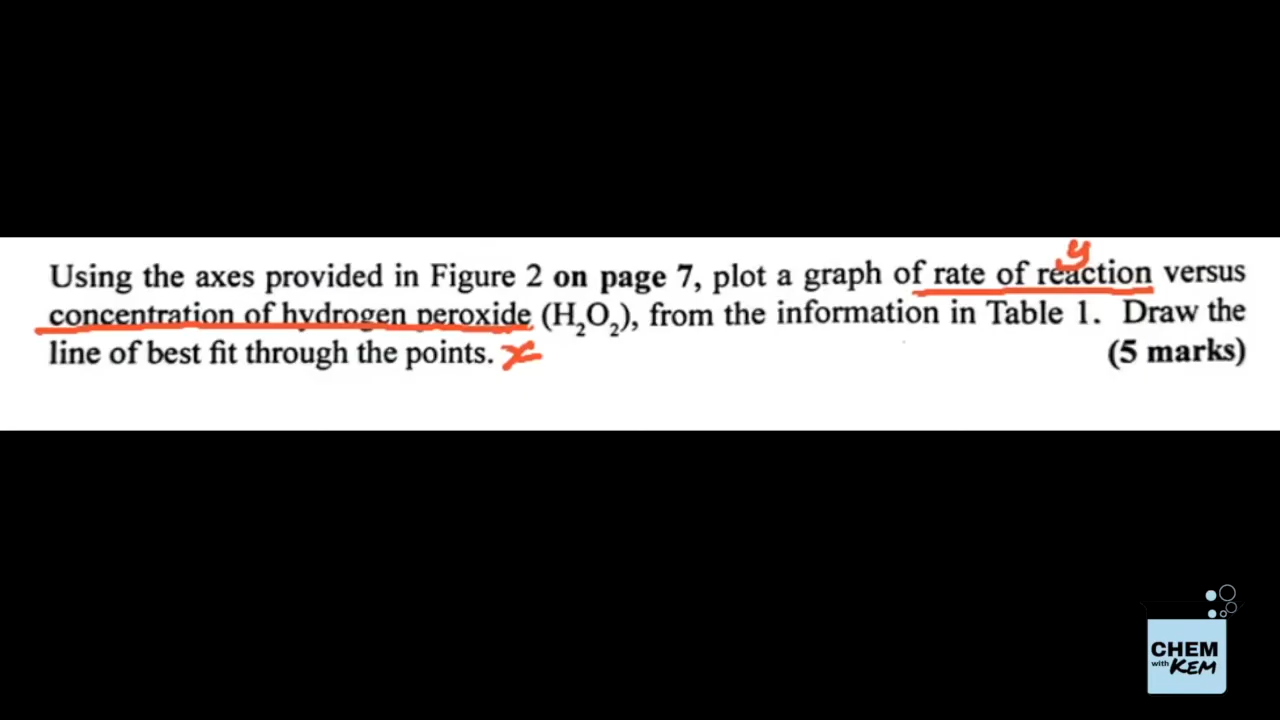 y
Using the axes provided in Figure 2 on page 7, plot a graph of rate of reaction versus
concentration of hydrogen peroxide (H₂O₂), from the information in Table 1. Draw the
line of best fit through the points. x
(5 marks)
CHEM
with KEM